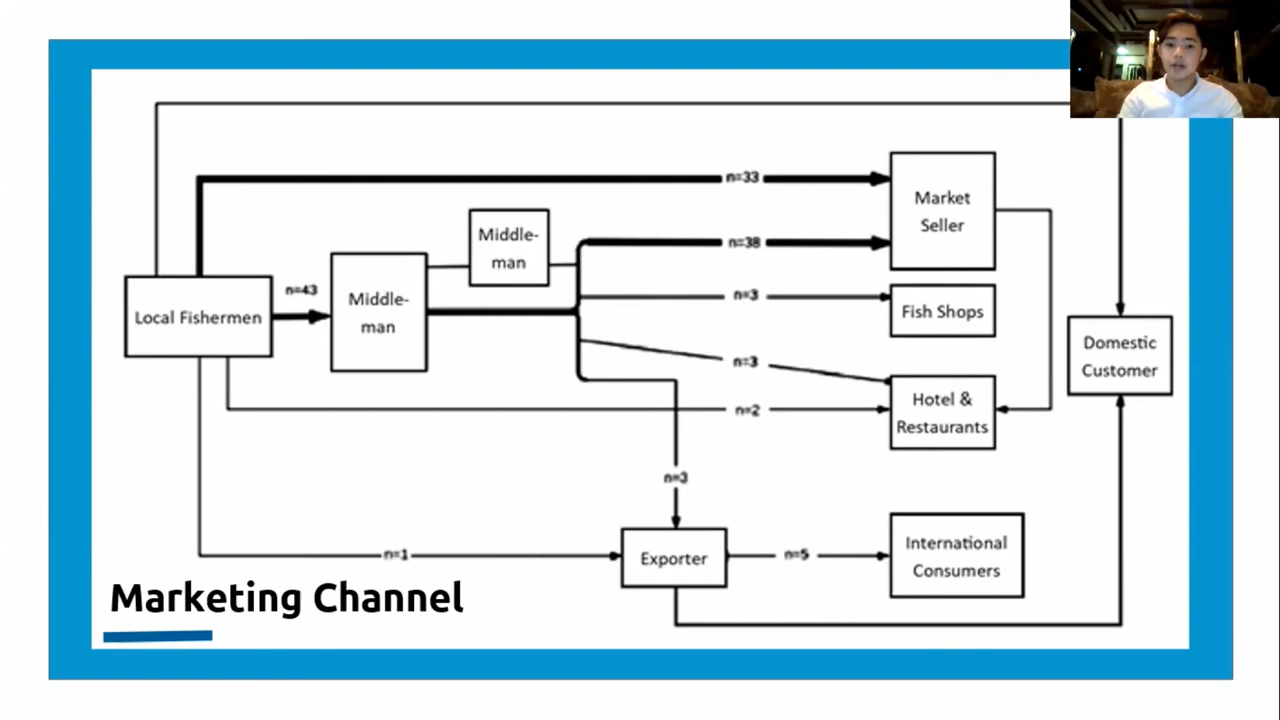 n=33
Market
Seller
Middle-
man
n=38
n=43
Middle-
man
n=3
Fish Shops
Local Fishermen
Domestic
Customer
n=3
Hotel &
Restaurants
n=2
n=3
n=1
Exporter
n=5
International
Consumers
Marketing Channel